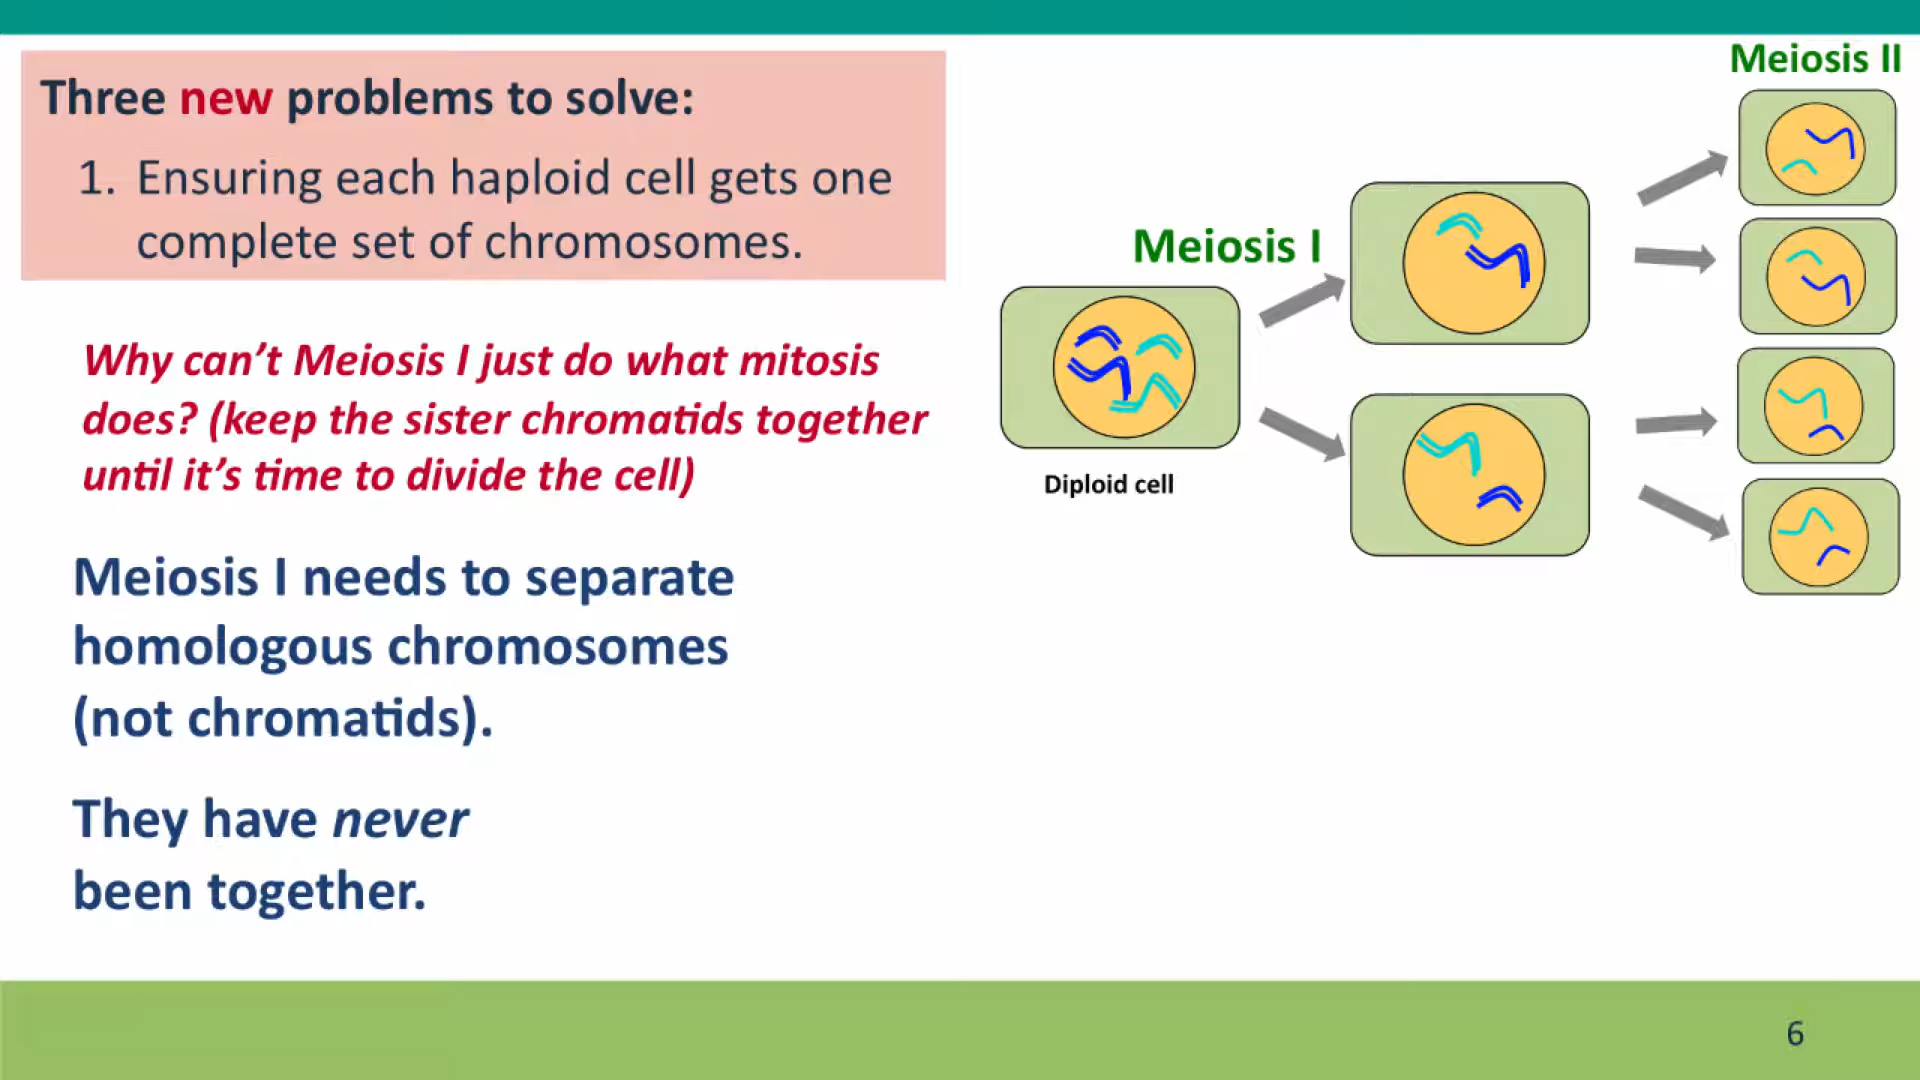 Three new problems to solve:
1. Ensuring each haploid cell gets one
complete set of chromosomes.
Why can’t Meiosis I just do what mitosis
does? (keep the sister chromatids together
until it’s time to divide the cell)
Meiosis I needs to separate
homologous chromosomes
(not chromatids).
They have never
been together.
Meiosis I
Diploid cell
Meiosis II
6